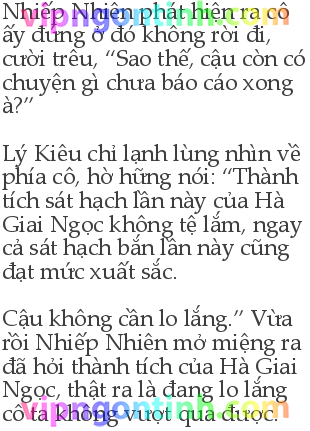 Nhiếp Nhiên phát hiện ra cô
vipngontinh.com
ấy đứng ở đó không rời đi,
cười trêu, “Sao thế, cậu còn có
chuyện gì chưa báo cáo xong
à?”
Lý Kiêu chỉ lạnh lùng nhìn về
phía cô, hờ hững nói: “Thành
tích sát hạch lần này của Hà
Giai Ngọc không tệ lắm, ngay
cả sát hạch bắn lần này cũng
đạt mức xuất sắc.
Cậu không cần lo lắng.” Vừa
rồi Nhiếp Nhiên mở miệng ra
đã hỏi thành tích của Hà Giai
Ngọc, thật ra là đang lo lắng
cô ta không vượt qua được.
vipngontinh.com